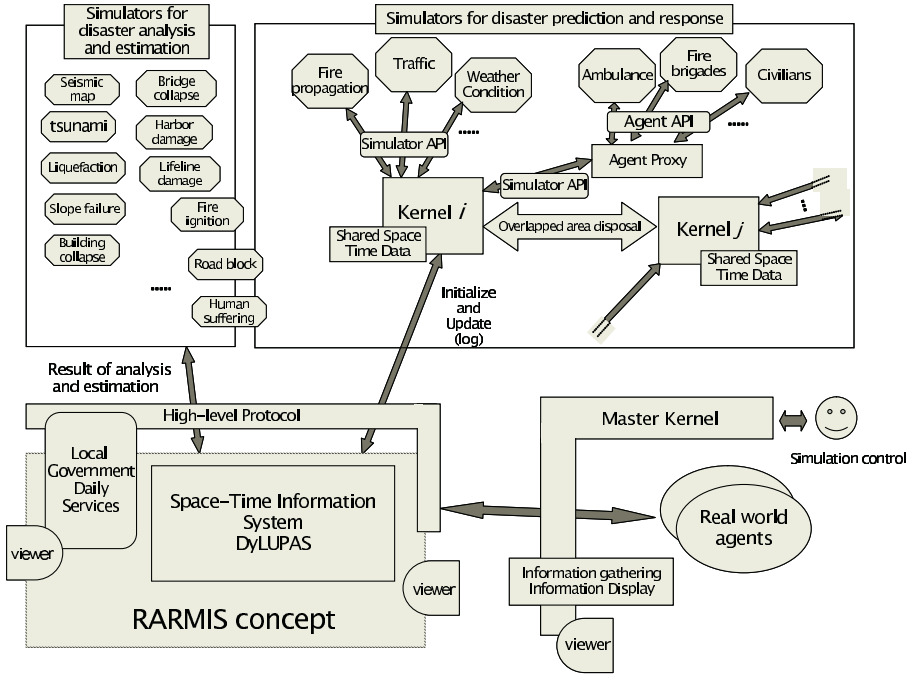 Simulators for
disaster analysis
and estimation
Seismic
map
Bridge
collapse
tsunami
Harbor
damage
Liquefaction
Lifeline
damage
Slope failure
Fire
ignition
Building
collapse
Road block
.....
Human
suffering
Simulators for disaster prediction and response
Fire
propagation
Traffic
Weather
Condition
.....
Simulator API
Ambulance
Fire
brigades
Civilians
Agent API
.....
Agent Proxy
Simulator API
Kernel i
Shared Space
Time Data
Overlapped area disposal
Kernel j
Shared Space
Time Data
Initialize
and
Update
(log)
Result of analysis
and estimation
High-level Protocol
Local
Government
Daily
Services
viewer
Space-Time Information
System
DyLUPAS
viewer
RARMIS concept
Master Kernel
Simulation control
Real world
agents
Information gathering
Information Display
viewer